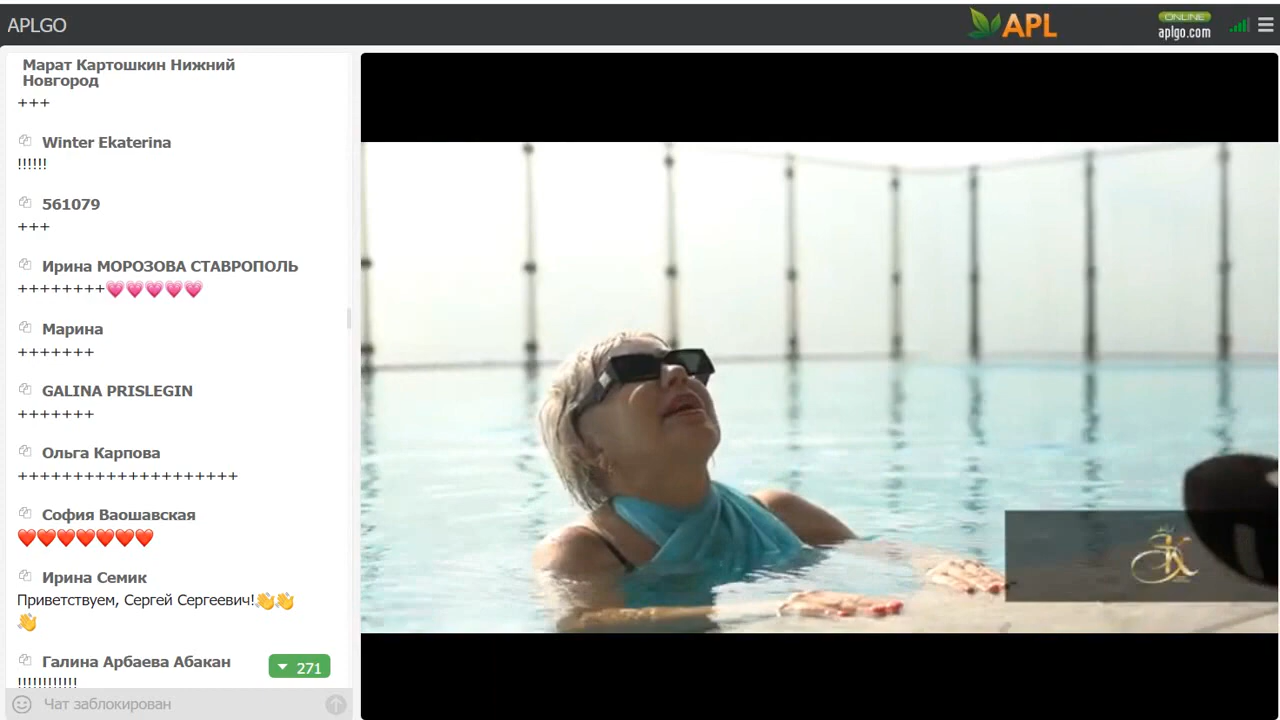 APLGO
APL
ONLINE
aplgo.com
Марат Картошкин Нижний
Новгород
+++
Winter Ekaterina
!!!!!!
561079
+++
Ирина МОРОЗОВА СТАВРОПОЛЬ
++++++++💗💗💗💗💗
Марина
+++++++
GALINA PRISLEGIN
+++++++
Ольга Карпова
++++++++++++++++++++
София Ваошавская
❤️❤️❤️❤️❤️❤️❤️
Ирина Семик
Приветствуем, Сергей Сергеевич!👋👋
👋
Галина Арбаева Абакан
271
!!!!!!!!!!!!
Чат заблокирован